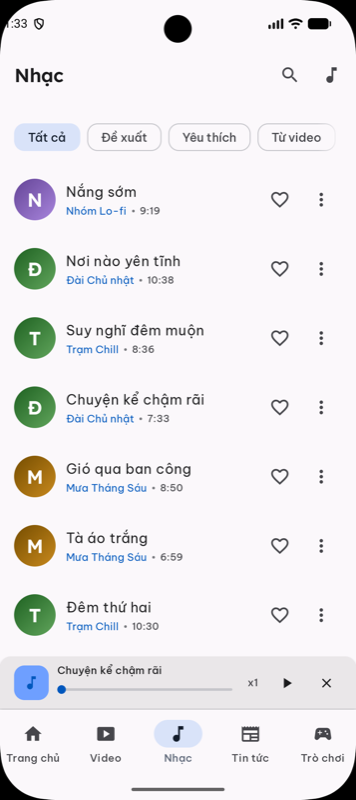 :33
Nhạc
Tất cả
Đề xuất
Yêu thích
Từ video
N
Nắng sớm
Nhóm Lo-fi • 9:19
Đ
Nơi nào yên tĩnh
Đài Chủ nhật • 10:38
T
Suy nghĩ đêm muộn
Trạm Chill • 8:36
Đ
Chuyện kể chậm rãi
Đài Chủ nhật • 7:33
M
Gió qua ban công
Mưa Tháng Sáu • 8:50
M
Tà áo trắng
Mưa Tháng Sáu • 6:59
T
Đêm thứ hai
Trạm Chill • 10:30
Chuyện kể chậm rãi
x1
Trang chủ
Video
Nhạc
Tin tức
Trò chơi